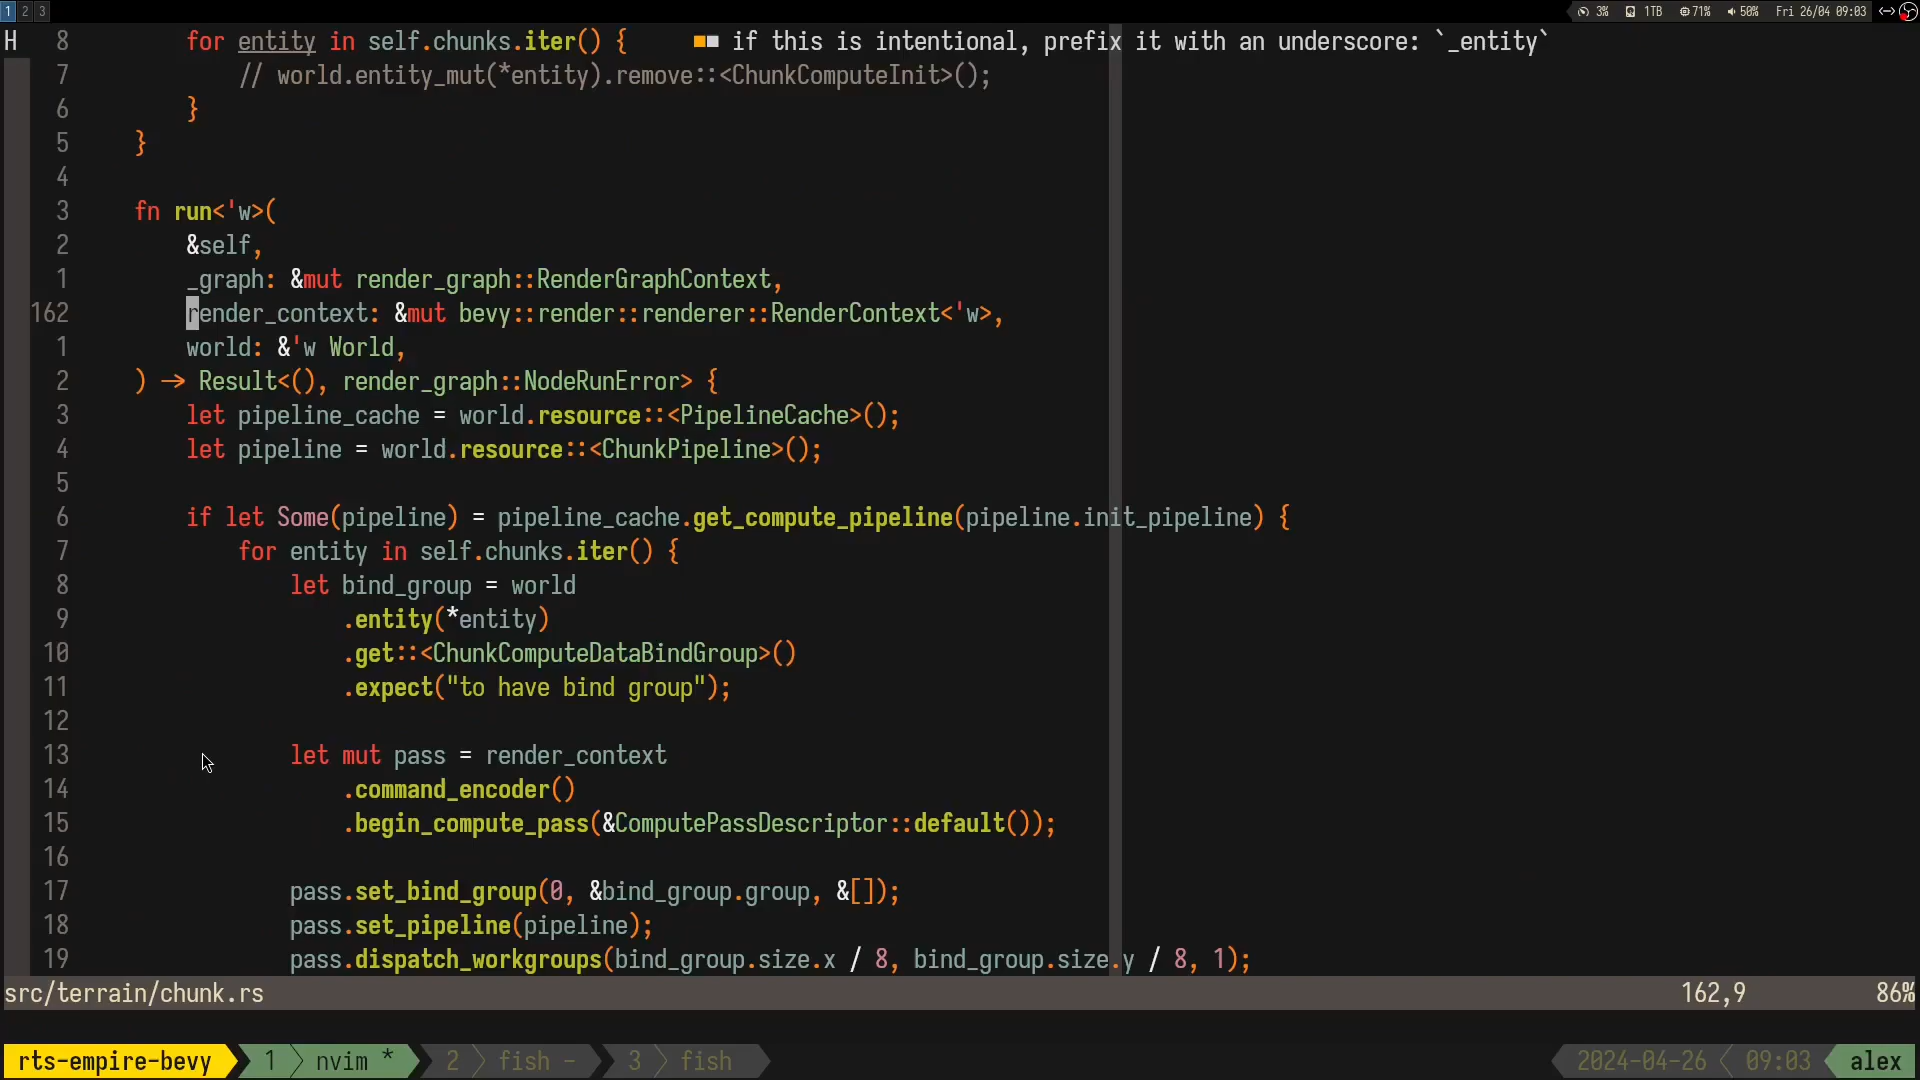 1 2 3 3% 1TB 71% 50% Fri 26/04 09:03
H 8 for entity in self.chunks.iter() { ■■ if this is intentional, prefix it with an underscore: `_entity`
7 // world.entity_mut(*entity).remove::<ChunkComputeInit>();
6 }
5 }
4
3 fn run<'w>(
2 &self,
1 _graph: &mut render_graph::RenderGraphContext,
162 render_context: &mut bevy::render::renderer::RenderContext<'w>,
1 world: &'w World,
2 ) -> Result<(), render_graph::NodeRunError> {
3 let pipeline_cache = world.resource::<PipelineCache>();
4 let pipeline = world.resource::<ChunkPipeline>();
5
6 if let Some(pipeline) = pipeline_cache.get_compute_pipeline(pipeline.init_pipeline) {
7 for entity in self.chunks.iter() {
8 let bind_group = world
9 .entity(*entity)
10 .get::<ChunkComputeDataBindGroup>()
11 .expect("to have bind group");
12
13 let mut pass = render_context
14 .command_encoder()
15 .begin_compute_pass(&ComputePassDescriptor::default());
16
17 pass.set_bind_group(0, &bind_group.group, &[]);
18 pass.set_pipeline(pipeline);
19 pass.dispatch_workgroups(bind_group.size.x / 8, bind_group.size.y / 8, 1);
src/terrain/chunk.rs 162,9 86%
rts-empire-bevy 1 nvim * 2 fish - 3 fish 2024-04-26 09:03 alex